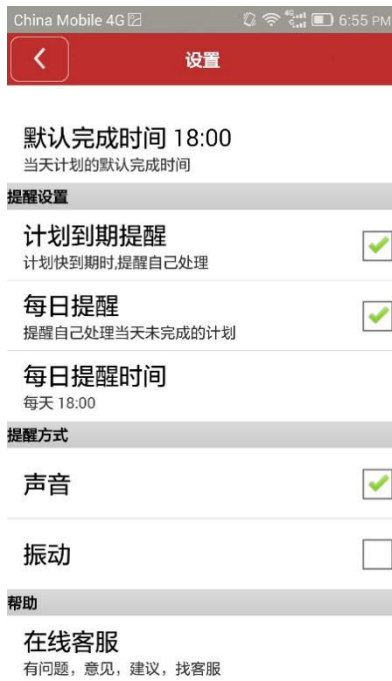 China Mobile 4G 6:55 PM
设置
默认完成时间 18:00
当天计划的默认完成时间
提醒设置
计划到期提醒
计划快到期时,提醒自己处理
每日提醒
提醒自己处理当天未完成的计划
每日提醒时间
每天 18:00
提醒方式
声音
振动
帮助
在线客服
有问题，意见，建议，找客服